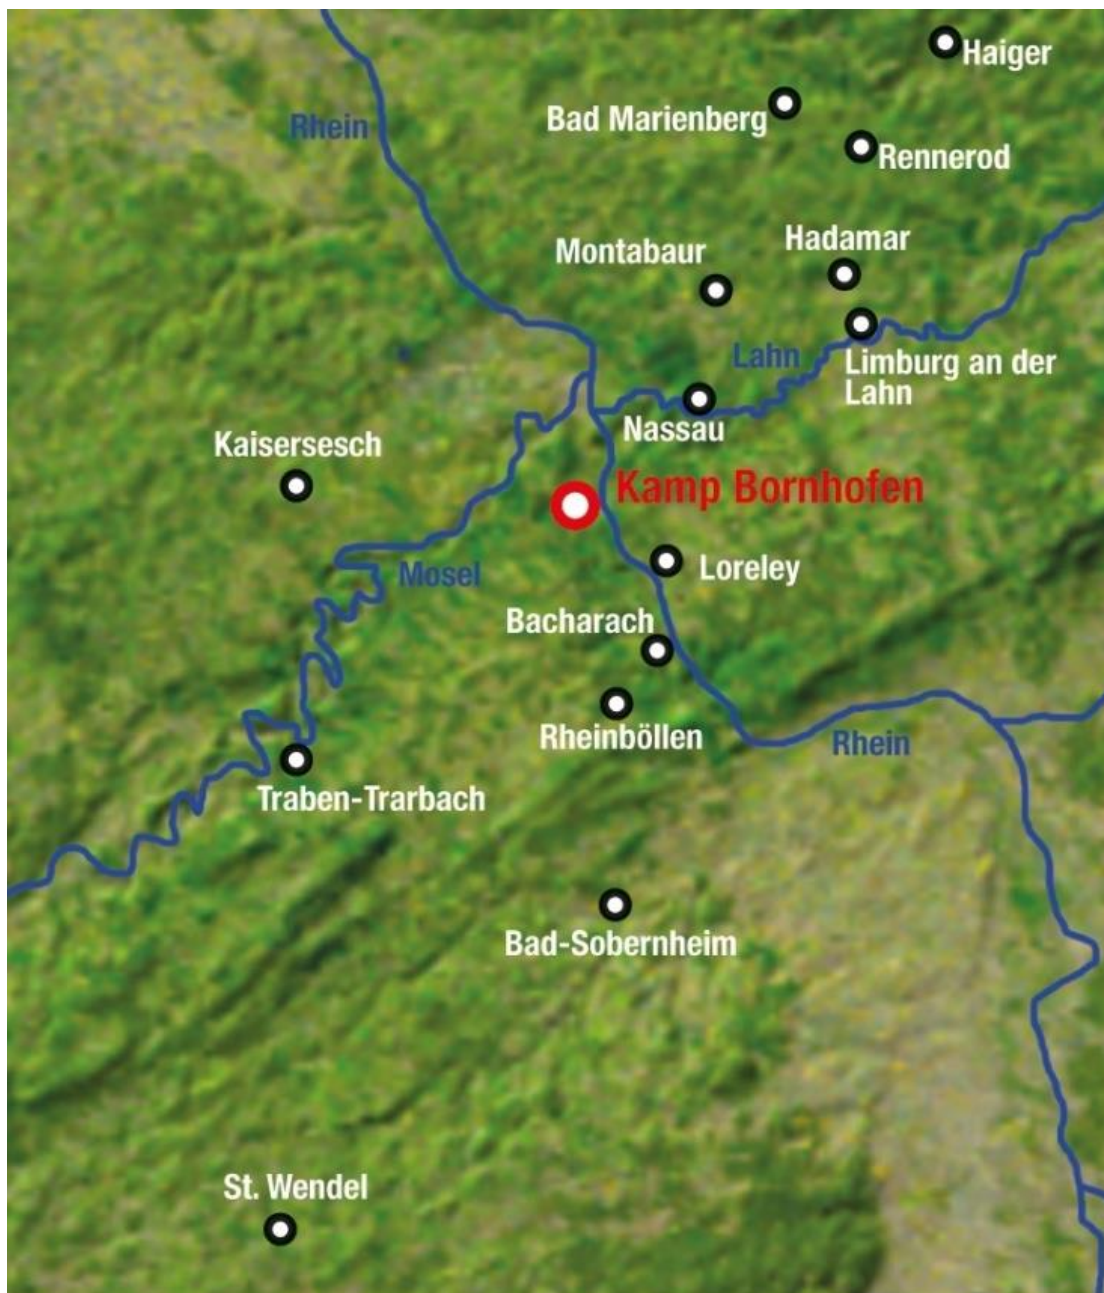 Haiger
Bad Marienberg
Rhein
Rennerod
Hadamar
Montabaur
Lahn
Limburg an der
Lahn
Nassau
Kaisersesch
Kamp Bornhofen
Loreley
Mosel
Bacharach
Rheinböllen
Rhein
Traben-Trarbach
Bad-Sobernheim
St. Wendel